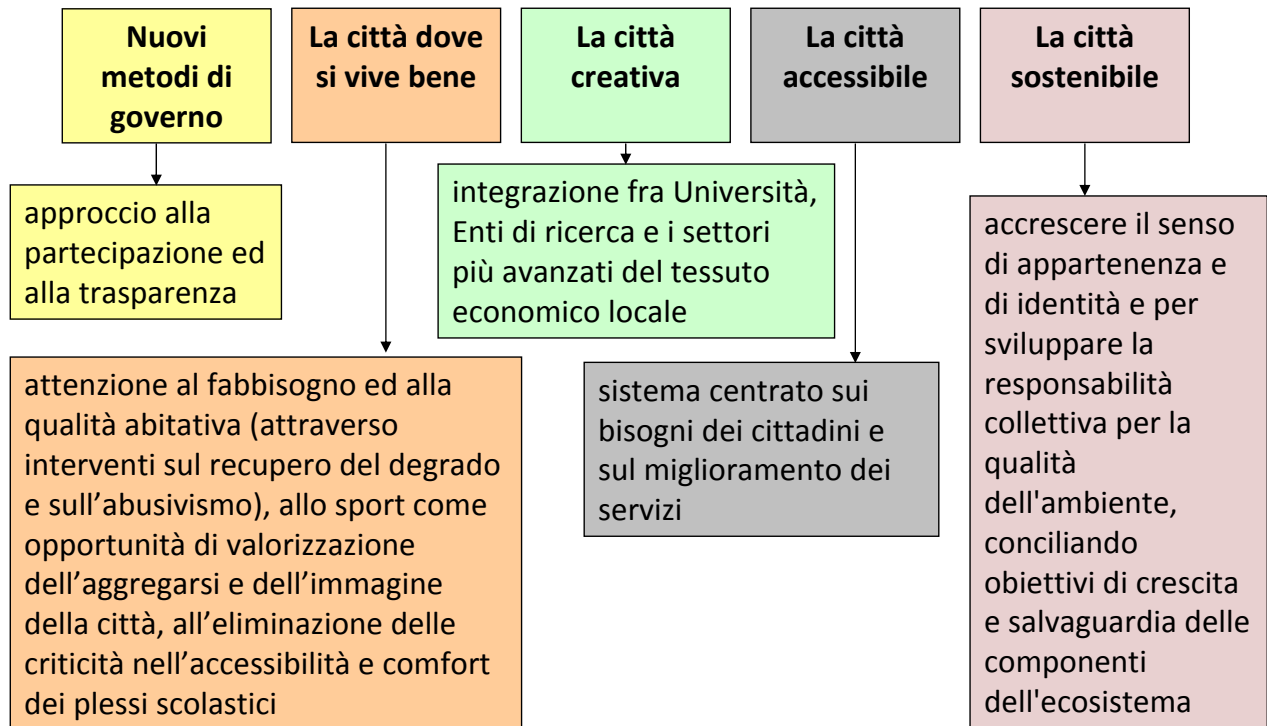 Nuovi
metodi di
governo
La città dove
si vive bene
La città
creativa
La città
accessibile
La città
sostenibile
approccio alla
partecipazione ed
alla trasparenza
integrazione fra Università,
Enti di ricerca e i settori
più avanzati del tessuto
economico locale
accrescere il senso
di appartenenza e
di identità e per
sviluppare la
responsabilità
collettiva per la
qualità
dell'ambiente,
conciliando
obiettivi di crescita
e salvaguardia delle
componenti
dell'ecosistema
attenzione al fabbisogno ed alla
qualità abitativa (attraverso
interventi sul recupero del degrado
e sull’abusivismo), allo sport come
opportunità di valorizzazione
dell’aggregarsi e dell’immagine
della città, all’eliminazione delle
criticità nell’accessibilità e comfort
dei plessi scolastici
sistema centrato sui
bisogni dei cittadini e
sul miglioramento dei
servizi